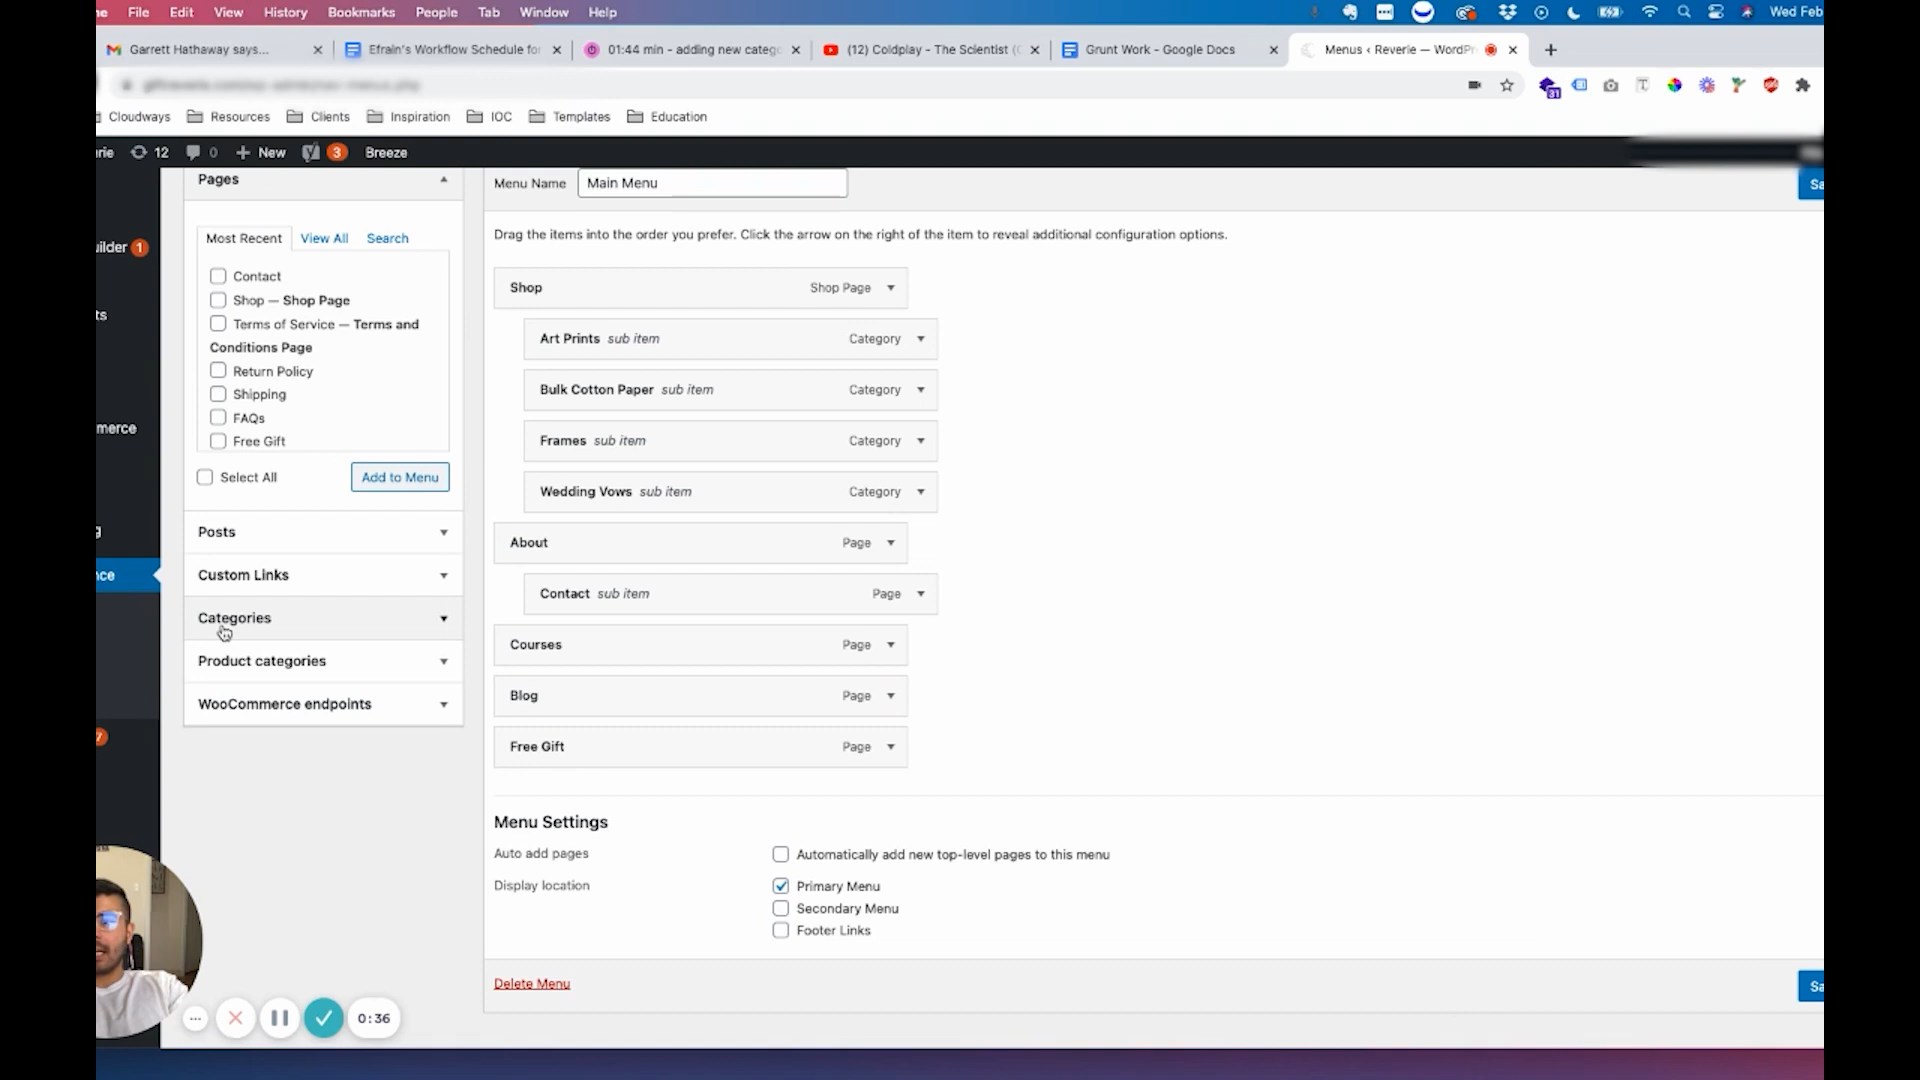 ne File Edit View History Bookmarks People Tab Window Help Wed Feb
Garrett Hathaway says... Efrain's Workflow Schedule for 01:44 min - adding new catego (12) Coldplay - The Scientist ( Grunt Work - Google Docs Menus ‹ Reverie — WordPr
31
Cloudways Resources Clients Inspiration IOC Templates Education
rie 12 0 New 3 Breeze
Pages
Menu Name Main Menu
Sa
Drag the items into the order you prefer. Click the arrow on the right of the item to reveal additional configuration options.
Most Recent View All Search
uilder 1
Contact
Shop — Shop Page
Terms of Service — Terms and
Conditions Page
Return Policy
Shipping
FAQs
Free Gift
Select All Add to Menu
ts
merce
g
nce
7
Posts
Custom Links
Categories
Product categories
WooCommerce endpoints
Shop Shop Page
Art Prints sub item Category
Bulk Cotton Paper sub item Category
Frames sub item Category
Wedding Vows sub item Category
About Page
Contact sub item Page
Courses Page
Blog Page
Free Gift Page
Menu Settings
Auto add pages Automatically add new top-level pages to this menu
Display location Primary Menu
Secondary Menu
Footer Links
Delete Menu
Sa
0:36